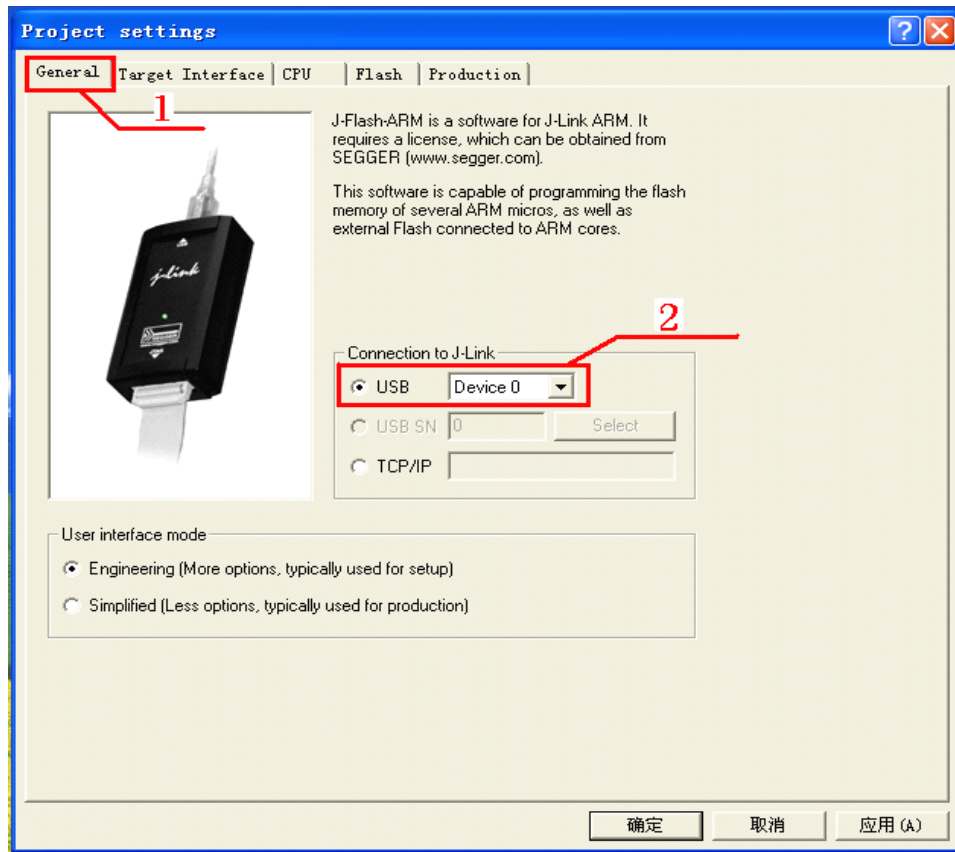 Project settings
General Target Interface CPU Flash Production
1
J-Flash-ARM is a software for J-Link ARM. It
requires a license, which can be obtained from
SEGGER (www.segger.com).
This software is capable of programming the flash
memory of several ARM micros, as well as
external Flash connected to ARM cores.
j-link
2
Connection to J-Link
USB Device 0
USB SN 0 Select
TCP/IP
User interface mode
Engineering (More options, typically used for setup)
Simplified (Less options, typically used for production)
确定 取消 应用(A)